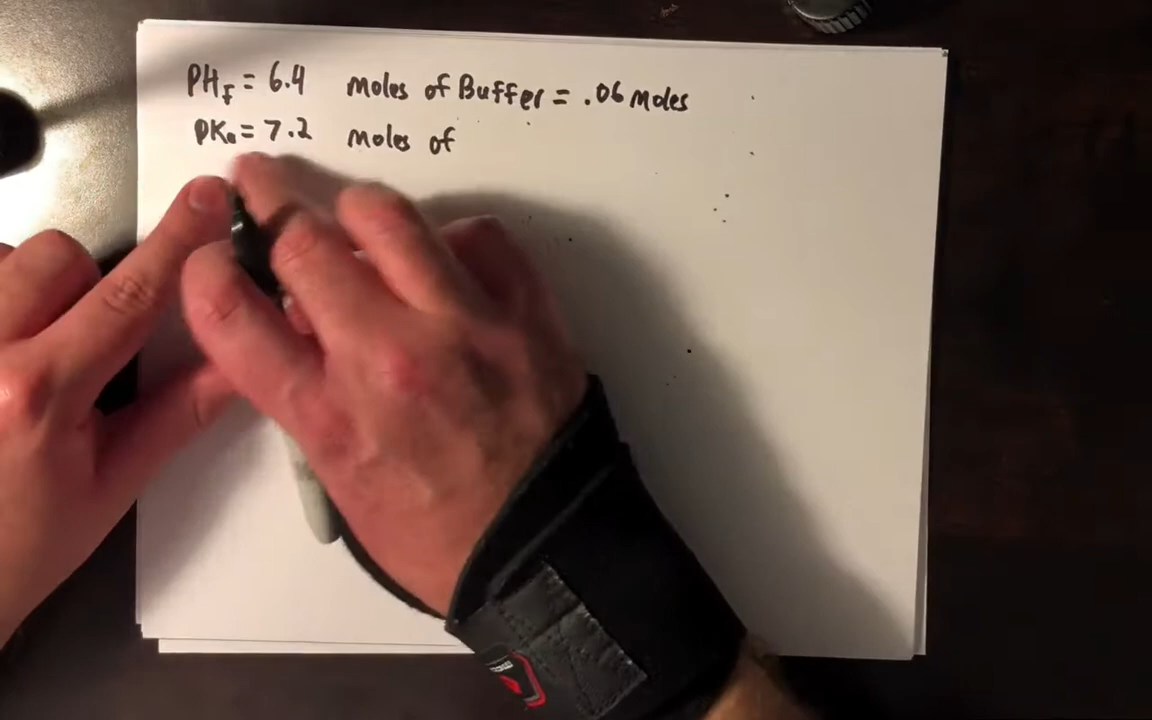 PHf = 6.4 moles of Buffer = .06 Moles
PKa = 7.2 moles of